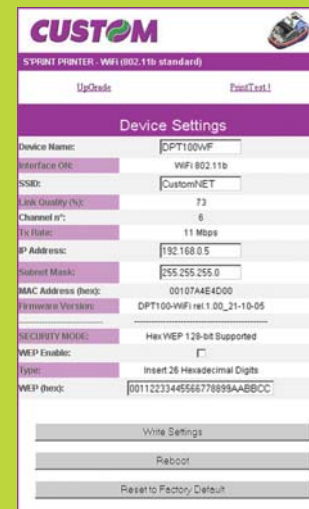 CUSTOM
S'PRINT PRINTER - WiFi (802.11b standard)
UpGrade PrintTest !
Device Settings
Device Name: DPT100WF
Interface ON: WiFi 802.11b
SSID: CustomNET
Link Quality (%): 73
Channel n°: 6
Tx Rate: 11 Mbps
IP Address: 192.168.0.5
Subnet Mask: 255.255.255.0
MAC Address (hex): 00107A4E4D00
Firmware Version: DPT100-WiFi rel.1.00_21-10-05
SECURITY MODE: Hex WEP 128-bit Supported
WEP Enable:
Type: Insert 26 Hexadecimal Digits
WEP (hex): 00112233445566778899AABBCC
Write Settings
Reboot
Reset to Factory Default